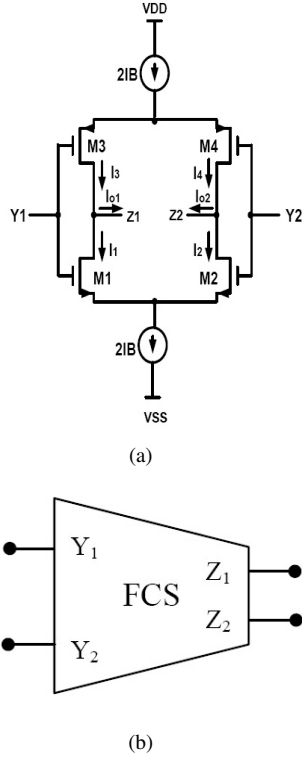 VDD
2IB
M3 M4
I3 I4
Io1 Io2
Y1 Z1 Z2 Y2
I1 I2
M1 M2
2IB
VSS
(a)
Y1 Z1
FCS
Y2 Z2
(b)